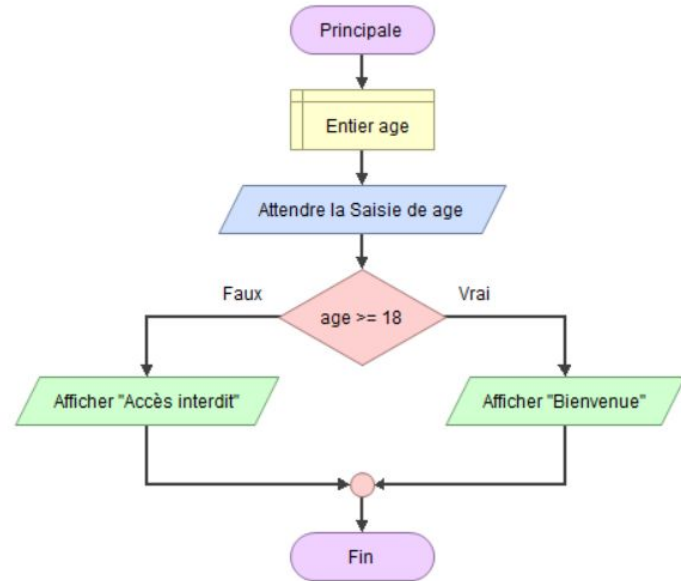 Principale
Entier age
Attendre la Saisie de age
Faux
Vrai
age >= 18
Afficher "Accès interdit"
Afficher "Bienvenue"
Fin